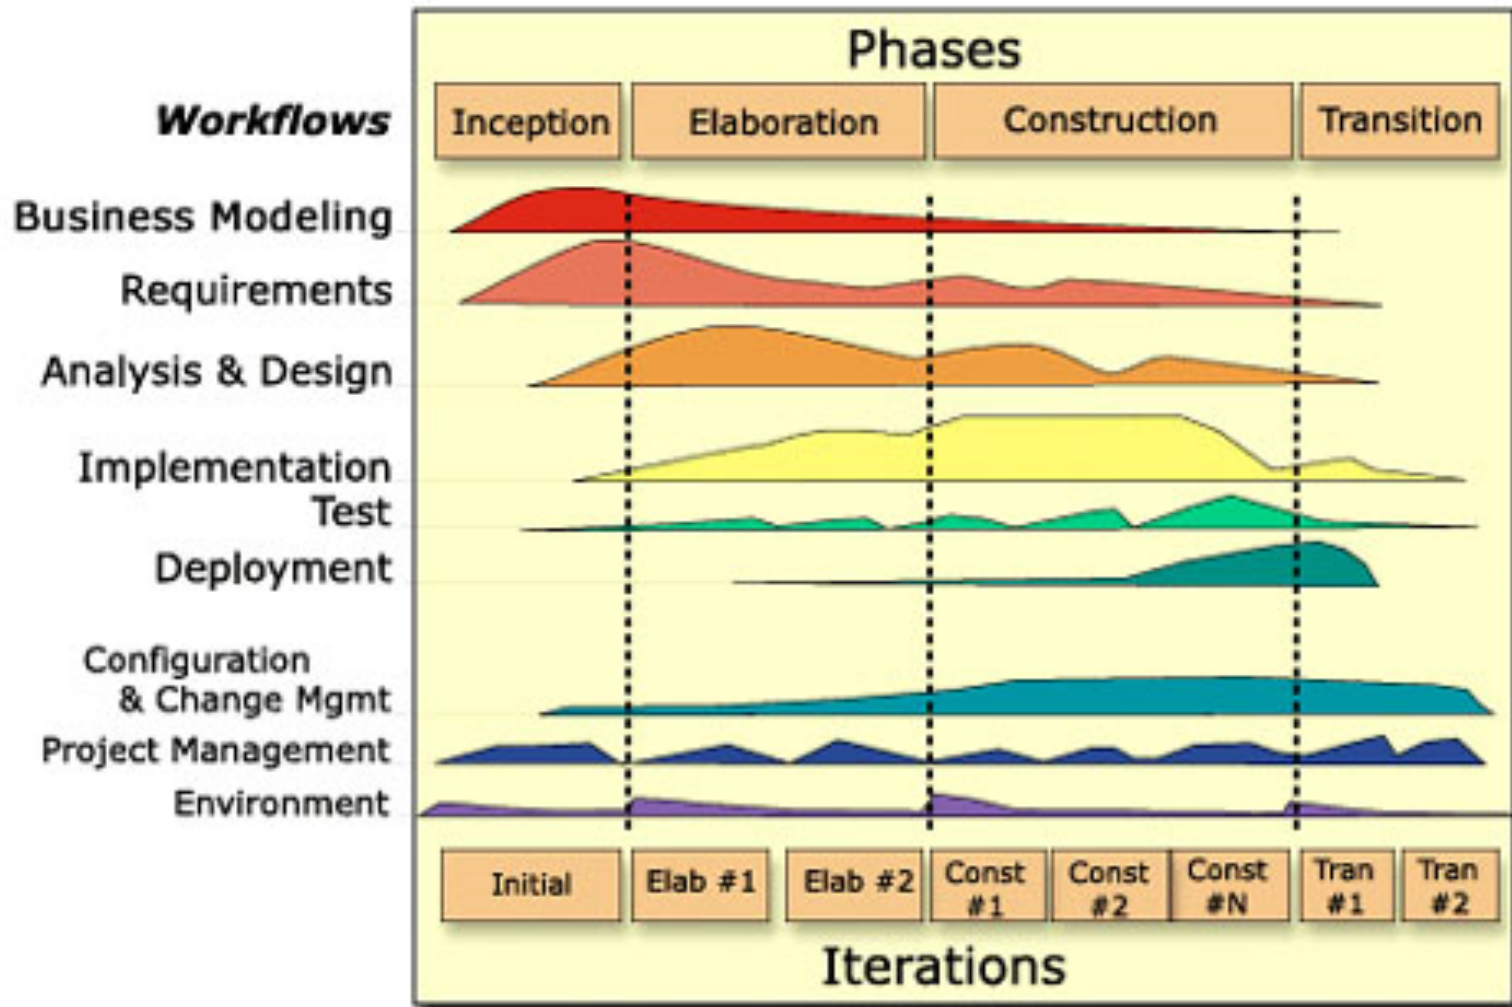 Phases
Workflows
Inception
Elaboration
Construction
Transition
Business Modeling
Requirements
Analysis & Design
Implementation
Test
Deployment
Configuration
& Change Mgmt
Project Management
Environment
Initial
Elab #1
Elab #2
Const
#1
Const
#2
Const
#N
Tran
#1
Tran
#2
Iterations